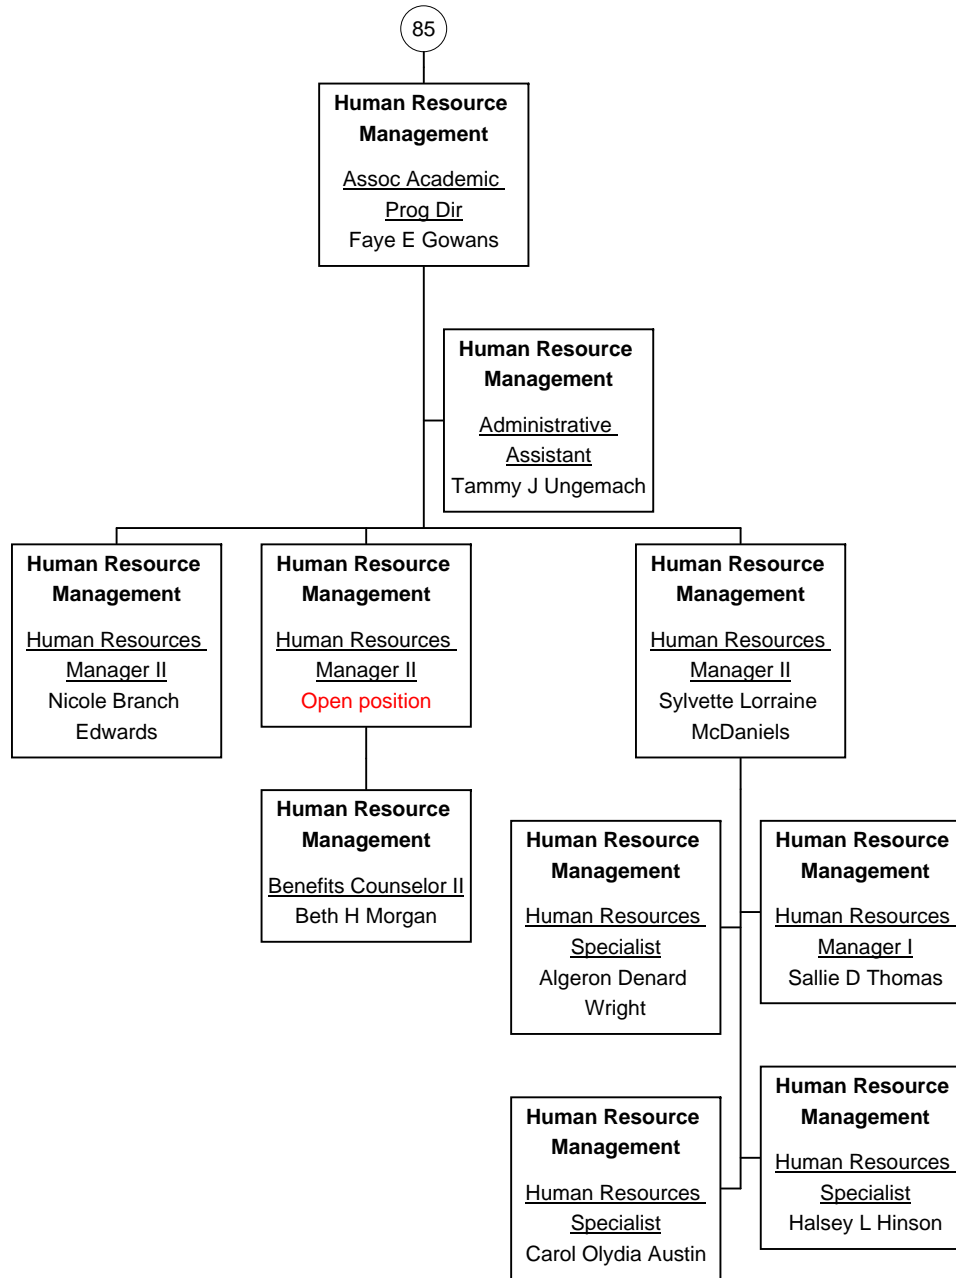 85
Human Resource
Management
Assoc Academic
Prog Dir
Faye E Gowans
Human Resource
Management
Administrative
Assistant
Tammy J Ungemach
Human Resource
Management
Human Resources
Manager II
Nicole Branch
Edwards
Human Resource
Management
Human Resources
Manager II
Open position
Human Resource
Management
Human Resources
Manager II
Sylvette Lorraine
McDaniels
Human Resource
Management
Benefits Counselor II
Beth H Morgan
Human Resource
Management
Human Resources
Specialist
Algeron Denard
Wright
Human Resource
Management
Human Resources
Manager I
Sallie D Thomas
Human Resource
Management
Human Resources
Specialist
Carol Olydia Austin
Human Resource
Management
Human Resources
Specialist
Halsey L Hinson